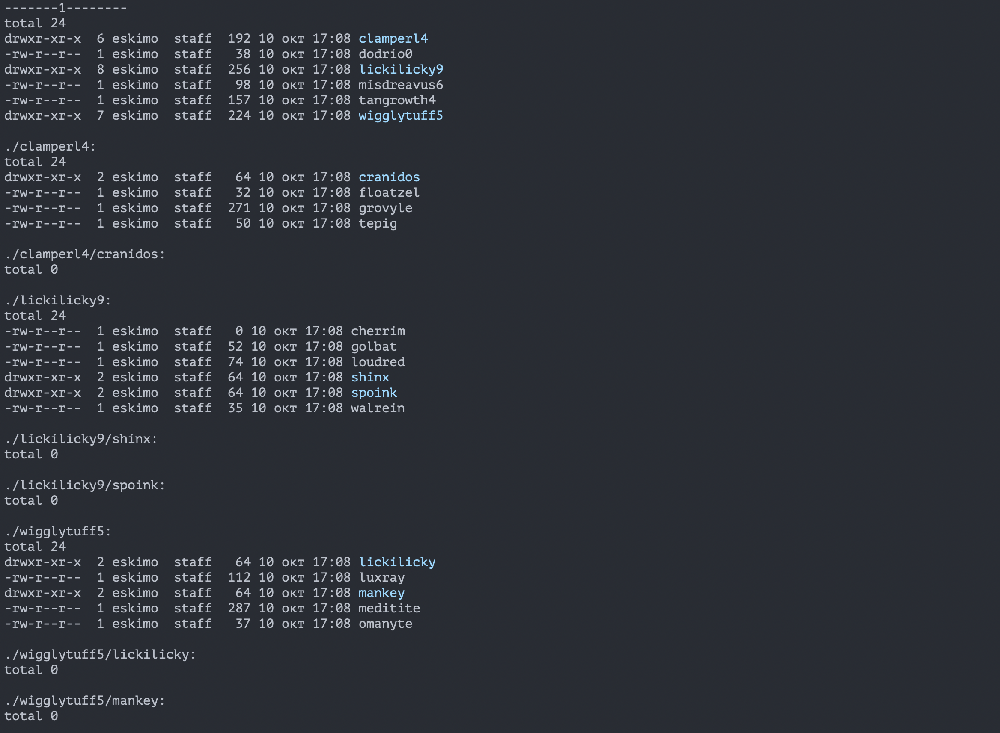 -------1--------
total 24
drwxr-xr-x  6 eskimo  staff  192 10 окт 17:08 clamperl4
-rw-r--r--  1 eskimo  staff   38 10 окт 17:08 dodrio0
drwxr-xr-x  8 eskimo  staff  256 10 окт 17:08 lickilicky9
-rw-r--r--  1 eskimo  staff   98 10 окт 17:08 misdreavus6
-rw-r--r--  1 eskimo  staff  157 10 окт 17:08 tangrowth4
drwxr-xr-x  7 eskimo  staff  224 10 окт 17:08 wigglytuff5

./clamperl4:
total 24
drwxr-xr-x  2 eskimo  staff   64 10 окт 17:08 cranidos
-rw-r--r--  1 eskimo  staff   32 10 окт 17:08 floatzel
-rw-r--r--  1 eskimo  staff  271 10 окт 17:08 grovyle
-rw-r--r--  1 eskimo  staff   50 10 окт 17:08 tepig

./clamperl4/cranidos:
total 0

./lickilicky9:
total 24
-rw-r--r--  1 eskimo  staff   0 10 окт 17:08 cherrim
-rw-r--r--  1 eskimo  staff  52 10 окт 17:08 golbat
-rw-r--r--  1 eskimo  staff  74 10 окт 17:08 loudred
drwxr-xr-x  2 eskimo  staff  64 10 окт 17:08 shinx
drwxr-xr-x  2 eskimo  staff  64 10 окт 17:08 spoink
-rw-r--r--  1 eskimo  staff  35 10 окт 17:08 walrein

./lickilicky9/shinx:
total 0

./lickilicky9/spoink:
total 0

./wigglytuff5:
total 24
drwxr-xr-x  2 eskimo  staff   64 10 окт 17:08 lickilicky
-rw-r--r--  1 eskimo  staff  112 10 окт 17:08 luxray
drwxr-xr-x  2 eskimo  staff   64 10 окт 17:08 mankey
-rw-r--r--  1 eskimo  staff  287 10 окт 17:08 meditite
-rw-r--r--  1 eskimo  staff   37 10 окт 17:08 omanyte

./wigglytuff5/lickilicky:
total 0

./wigglytuff5/mankey:
total 0